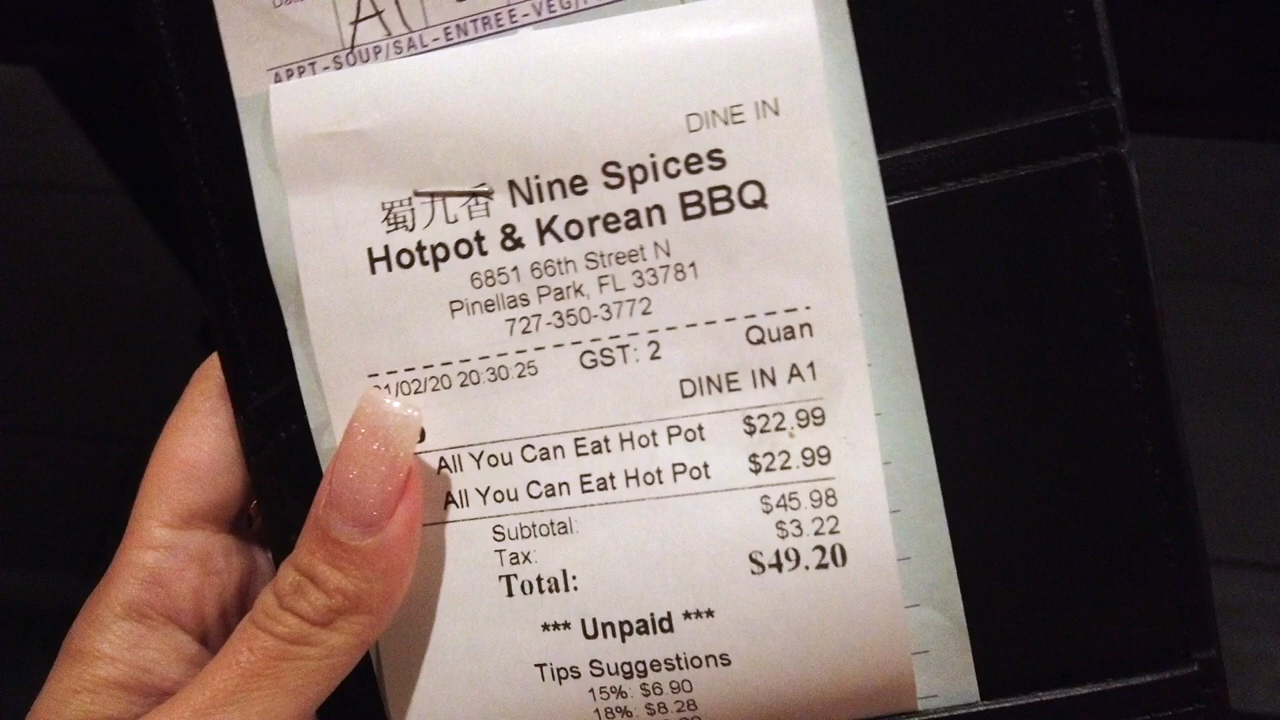 APPT-SOUP/SAL-ENTREE-VEG/
DINE IN
蜀九香 Nine Spices
Hotpot & Korean BBQ
6851 66th Street N
Pinellas Park, FL 33781
727-350-3772
GST: 2 Quan
1/02/20 20:30:25
DINE IN A1
All You Can Eat Hot Pot $22.99
All You Can Eat Hot Pot $22.99
Subtotal: $45.98
Tax: $3.22
Total: $49.20
*** Unpaid ***
Tips Suggestions
15%: $6.90
18%: $8.28